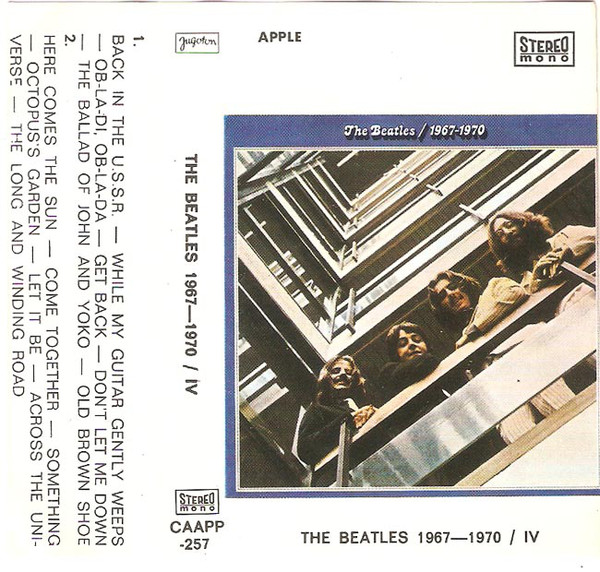 1.
BACK IN THE U.S.S.R. — WHILE MY GUITAR GENTLY WEEPS
— OB-LA-DI, OB-LA-DA — GET BACK — DON'T LET ME DOWN
— THE BALLAD OF JOHN AND YOKO — OLD BROWN SHOE
2.
HERE COMES THE SUN — COME TOGETHER — SOMETHING
— OCTOPUS'S GARDEN — LET IT BE — ACROSS THE UNI-
VERSE — THE LONG AND WINDING ROAD
Jugoton
THE BEATLES 1967—1970 / IV
STEREO
mono
CAAPP
-257
APPLE
STEREO
mono
The Beatles / 1967-1970
THE BEATLES 1967—1970 / IV